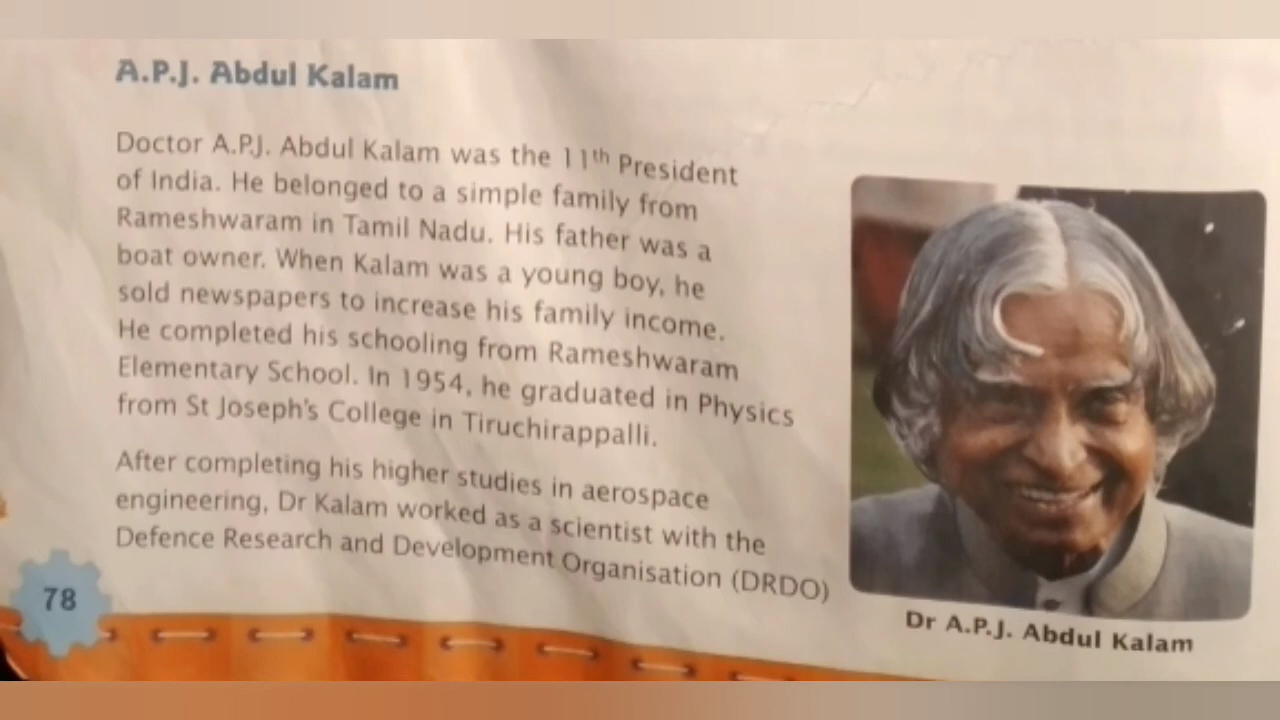 A.P.J. Abdul Kalam
Doctor A.P.J. Abdul Kalam was the 11th President
of India. He belonged to a simple family from
Rameshwaram in Tamil Nadu. His father was a
boat owner. When Kalam was a young boy, he
sold newspapers to increase his family income.
He completed his schooling from Rameshwaram
Elementary School. In 1954, he graduated in Physics
from St Joseph's College in Tiruchirappalli.
After completing his higher studies in aerospace
engineering, Dr Kalam worked as a scientist with the
Defence Research and Development Organisation (DRDO)
Dr A.P.J. Abdul Kalam
78